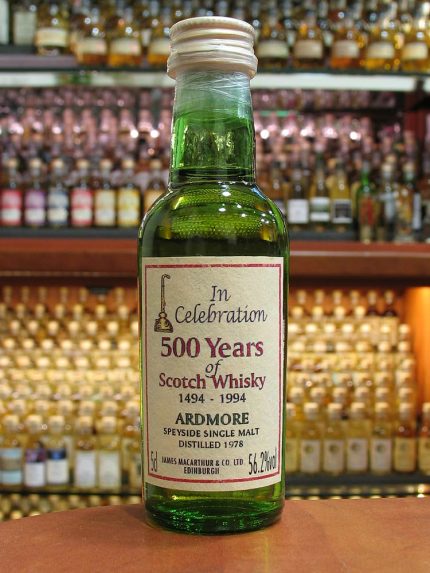 In
Celebration
500 Years
of
Scotch Whisky
1494 - 1994
ARDMORE
SPEYSIDE SINGLE MALT
DISTILLED 1978
5cl JAMES MACARTHUR & CO. LTD. 56.2%vol
EDINBURGH